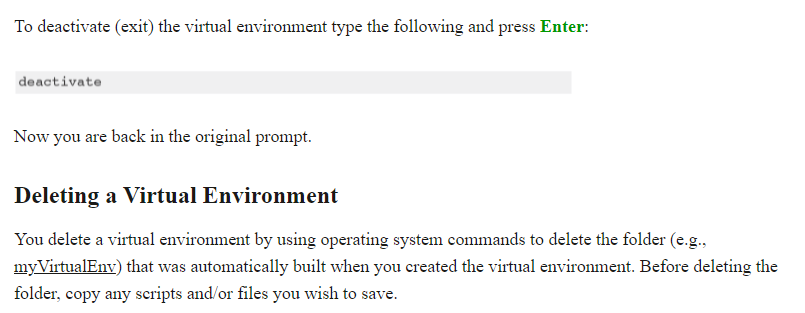 To deactivate (exit) the virtual environment type the following and press Enter:
deactivate
Now you are back in the original prompt.
Deleting a Virtual Environment
You delete a virtual environment by using operating system commands to delete the folder (e.g.,
myVirtualEnv) that was automatically built when you created the virtual environment. Before deleting the
folder, copy any scripts and/or files you wish to save.